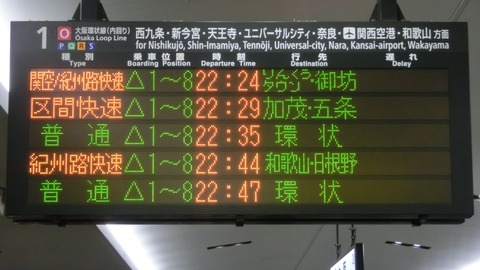 1 O 大阪環状線(内回り) 西九条・新今宮・天王寺・ユニバーサルシティ・奈良・関西空港・和歌山 方面
P Q R S Osaka Loop Line for Nishikujō, Shin-Imamiya, Tennōji, Universal-city, Nara, Kansai-airport, Wakayama
種別 乗車位置 時刻 行先 遅れ
Type Boarding Position Departure Time Destination Delay
関空/紀州路快速 △1〜8 22:24 りんくうタウン・御坊
区間快速 △1〜8 22:29 加茂・五条
普通 △1〜8 22:35 環状
紀州路快速 △1〜8 22:44 和歌山・日根野
普通 △1〜8 22:47 環状